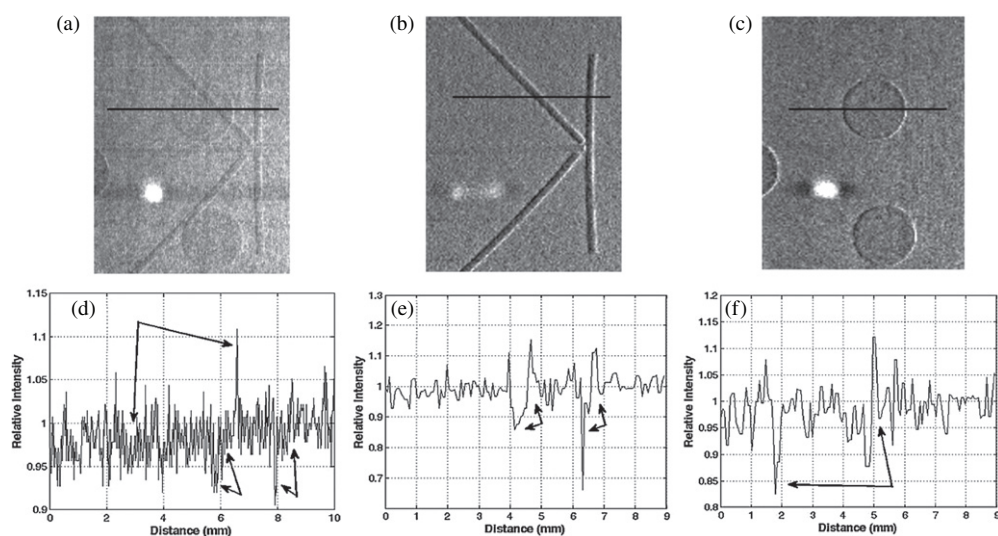 (a)
(b)
(c)
(d)
1.15
1.1
1.05
1
0.95
0.9
Relative Intensity
0 2 4 6 8 10
Distance (mm)
(e)
1.3
1.2
1.1
1
0.9
0.8
0.7
Relative Intensity
0 1 2 3 4 5 6 7 8 9
Distance (mm)
(f)
1.2
1.15
1.1
1.05
1
0.95
0.9
0.85
0.8
Relative Intensity
0 1 2 3 4 5 6 7 8 9
Distance (mm)